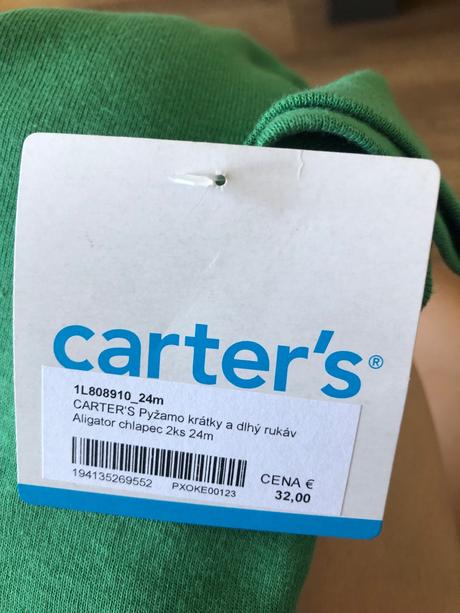 carter's®
1L808910_24m
CARTER'S Pyžamo krátky a dlhý rukáv
Aligator chlapec 2ks 24m
194135269552 PXOKE00123
CENA €
32,00